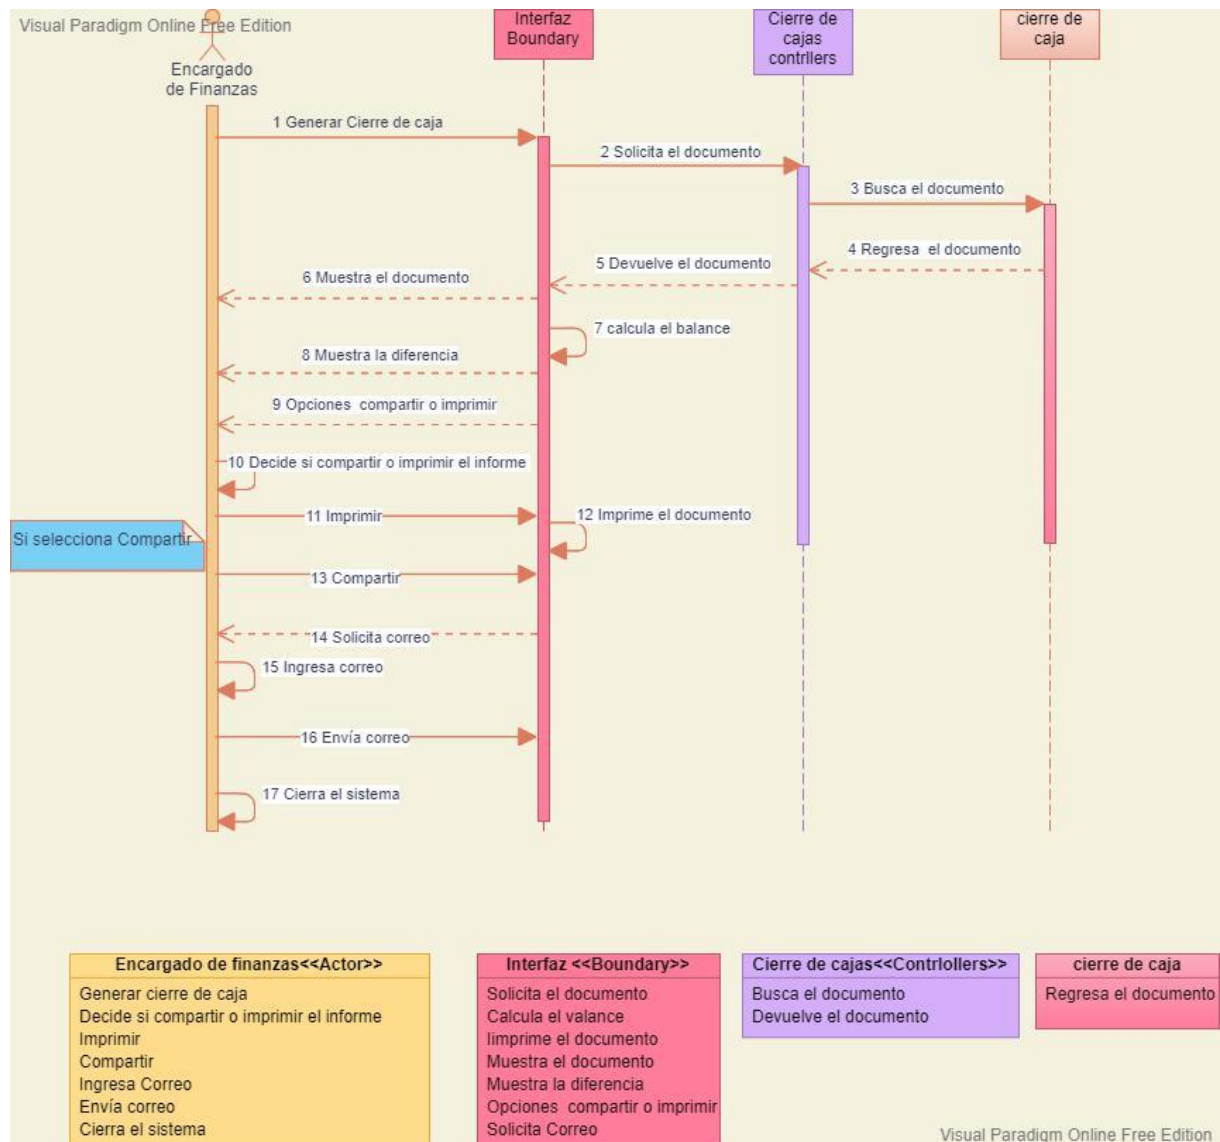 Visual Paradigm Online Free Edition
Encargado
de Finanzas
Interfaz
Boundary
Cierre de
cajas
contrllers
cierre de
caja
1 Generar Cierre de caja
2 Solicita el documento
3 Busca el documento
4 Regresa el documento
5 Devuelve el documento
6 Muestra el documento
7 calcula el balance
8 Muestra la diferencia
9 Opciones compartir o imprimir
10 Decide si compartir o imprimir el informe
11 Imprimir
12 Imprime el documento
Si selecciona Compartir
13 Compartir
14 Solicita correo
15 Ingresa correo
16 Envía correo
17 Cierra el sistema
Encargado de finanzas<<Actor>>
Generar cierre de caja
Decide si compartir o imprimir el informe
Imprimir
Compartir
Ingresa Correo
Envía correo
Cierra el sistema
Interfaz <<Boundary>>
Solicita el documento
Calcula el valance
Iimprime el documento
Muestra el documento
Muestra la diferencia
Opciones compartir o imprimir
Solicita Correo
Cierre de cajas<<Contrlollers>>
Busca el documento
Devuelve el documento
cierre de caja
Regresa el documento
Visual Paradigm Online Free Edition